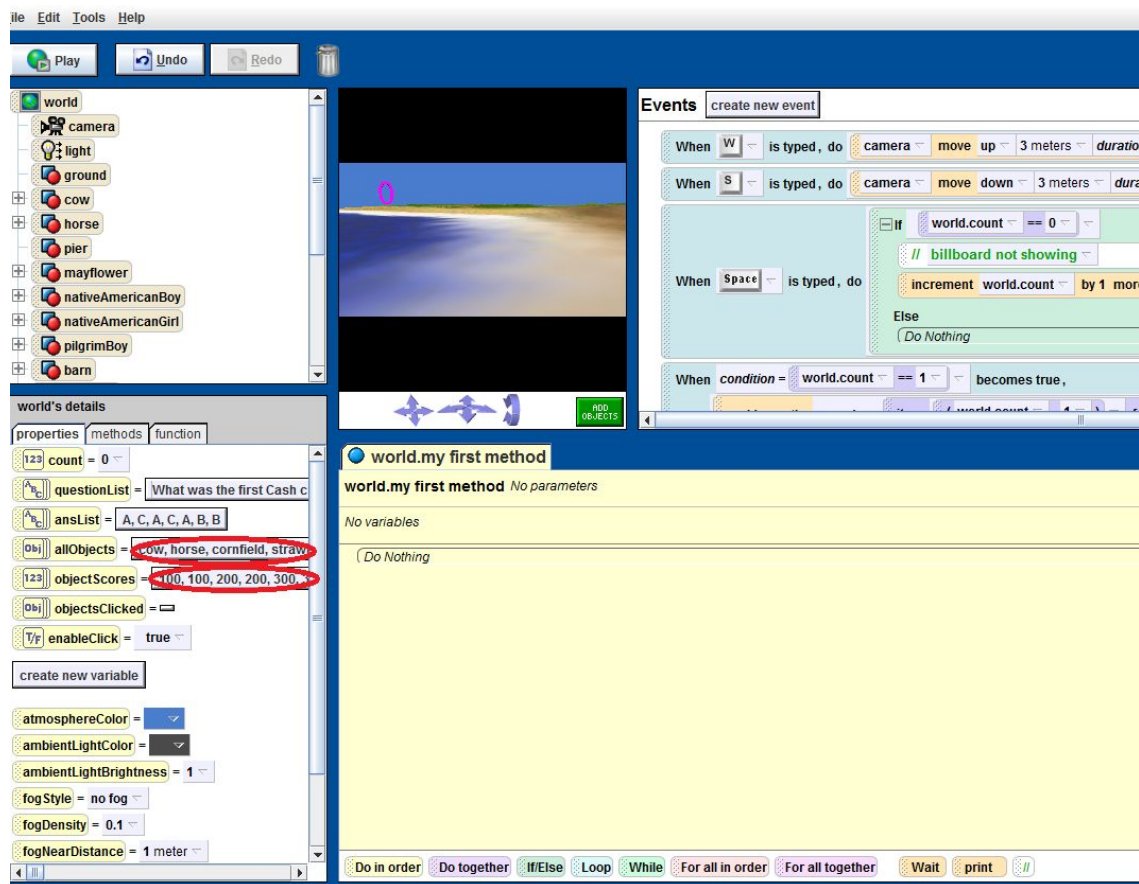 ile Edit Tools Help
Play Undo Redo
world
camera
light
ground
cow
horse
pier
mayflower
nativeAmericanBoy
nativeAmericanGirl
pilgrimBoy
barn
ADD OBJECTS
Events create new event
When W is typed, do camera move up 3 meters duratio
When S is typed, do camera move down 3 meters dura
When Space is typed, do
If world.count == 0
// billboard not showing
increment world.count by 1 more
Else
Do Nothing
When condition = world.count == 1 becomes true,
world's details
properties methods function
123 count = 0
ABC questionList = What was the first Cash c
ABC ansList = A, C, A, C, A, B, B
Obj allObjects = cow, horse, cornfield, straw
123 objectScores = 100, 100, 200, 200, 300, 3
Obj objectsClicked =
T/F enableClick = true
create new variable
atmosphereColor =
ambientLightColor =
ambientLightBrightness = 1
fogStyle = no fog
fogDensity = 0.1
fogNearDistance = 1 meter
world.my first method
world.my first method No parameters
No variables
Do Nothing
Do in order Do together If/Else Loop While For all in order For all together Wait print //